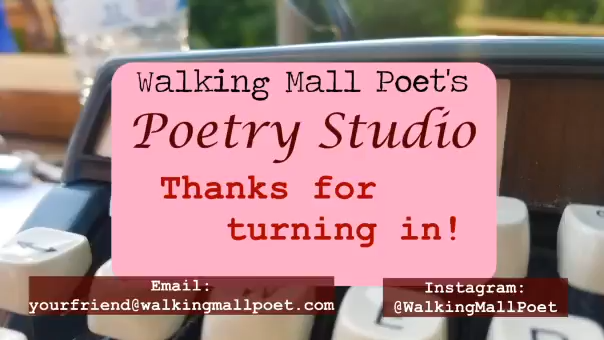 Walking Mall Poet's
Poetry Studio
Thanks for
turning in!
Email:
yourfriend@walkingmallpoet.com
Instagram:
@WalkingMallPoet
E